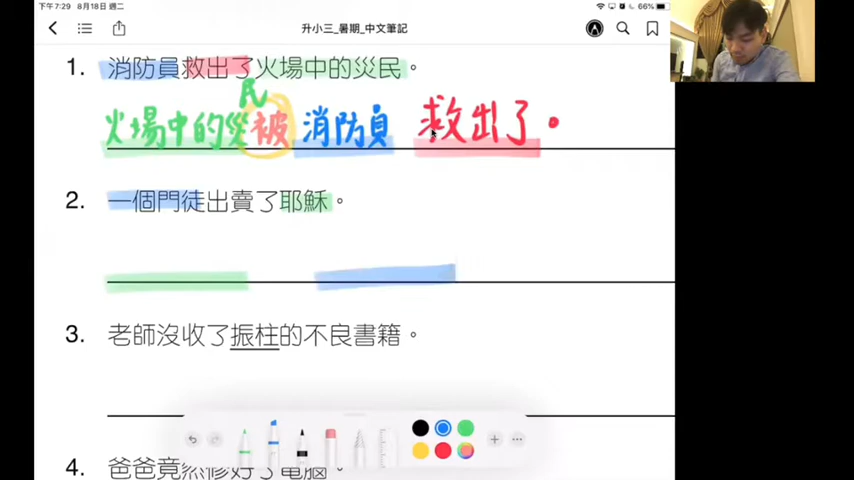 下午7:29 8月18日 週二
66%
升小三_暑期_中文筆記
1. 消防員救出了火場中的災民。
民
火場中的災被消防員 救出了。
2. 一個門徒出賣了耶穌。
3. 老師沒收了振柱的不良書籍。
4. 爸爸竟然修好了電腦。